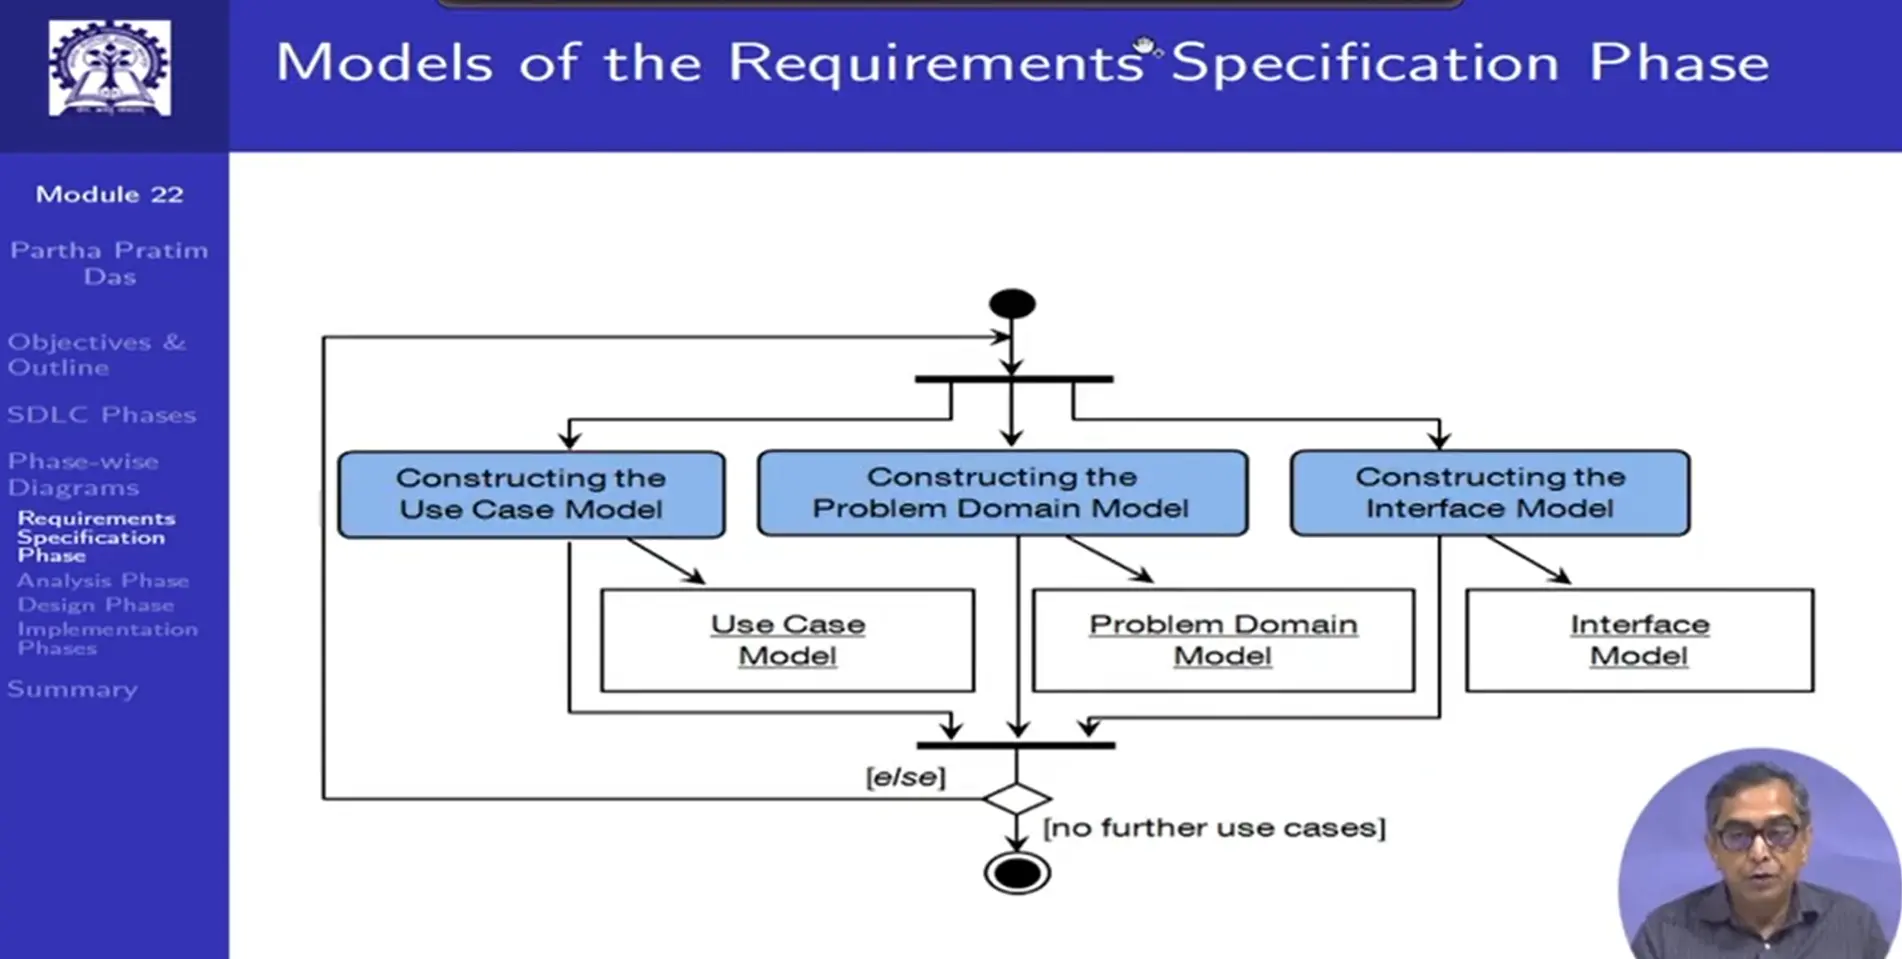 Models of the Requirements Specification Phase
Module 22
Partha Pratim
Das
Objectives &
Outline
SDLC Phases
Phase-wise
Diagrams
Requirements
Specification
Phase
Analysis Phase
Design Phase
Implementation
Phases
Summary
Constructing the
Use Case Model
Constructing the
Problem Domain Model
Constructing the
Interface Model
Use Case
Model
Problem Domain
Model
Interface
Model
[else]
[no further use cases]